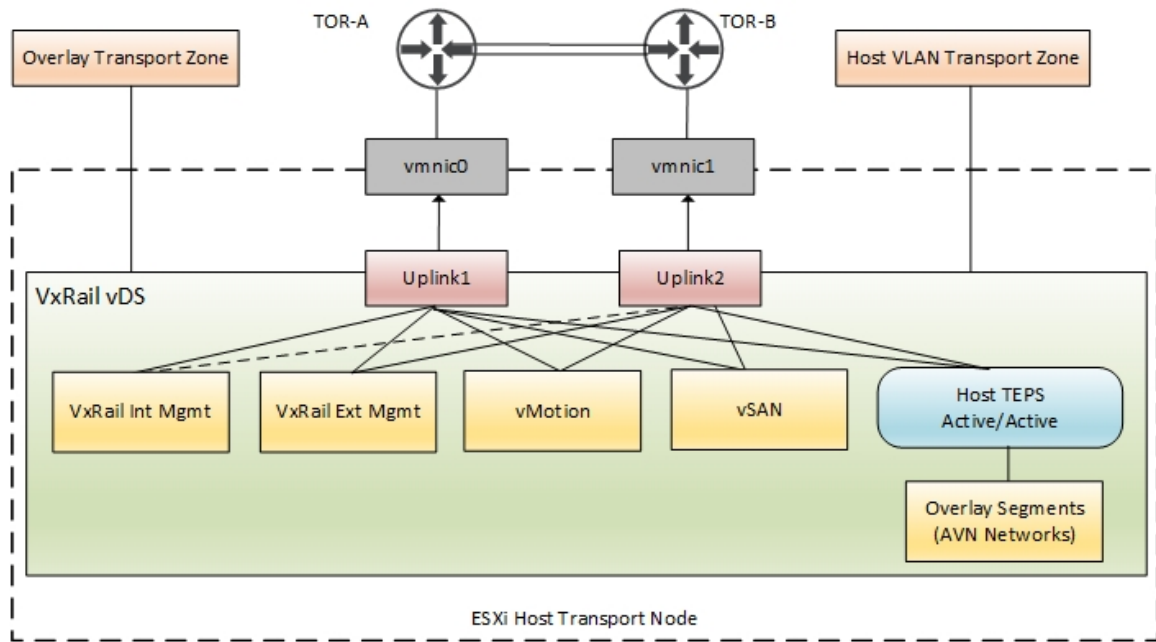 TOR-A
TOR-B
Overlay Transport Zone
Host VLAN Transport Zone
vmnic0
vmnic1
Uplink1
Uplink2
VxRail vDS
VxRail Int Mgmt
VxRail Ext Mgmt
vMotion
vSAN
Host TEPS
Active/Active
Overlay Segments
(AVN Networks)
ESXi Host Transport Node